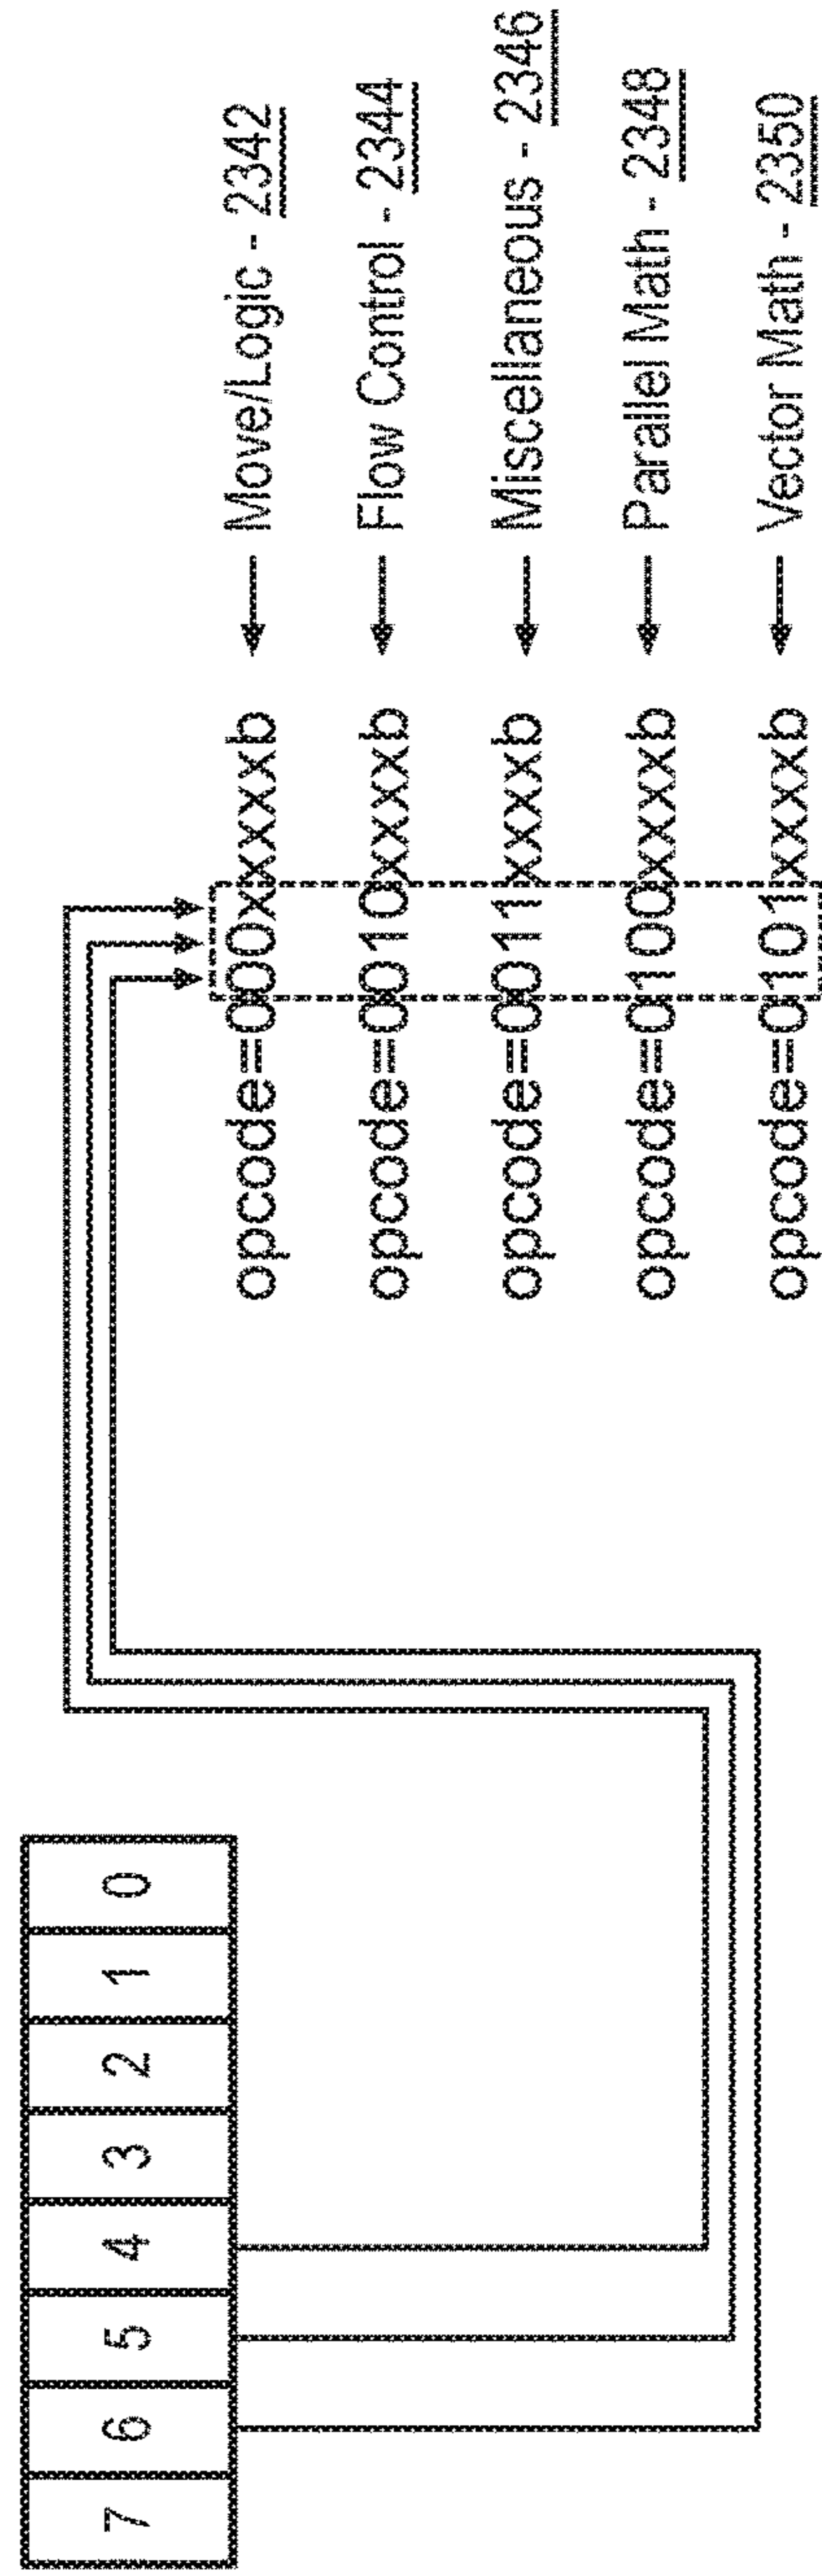 7 6 5 4 3 2 1 0
opcode=000xxxxxb ← Move/Logic - 2342
opcode=0010xxxxb ← Flow Control - 2344
opcode=0011xxxxb ← Miscellaneous - 2346
opcode=0100xxxxb ← Parallel Math - 2348
opcode=0101xxxxb ← Vector Math - 2350